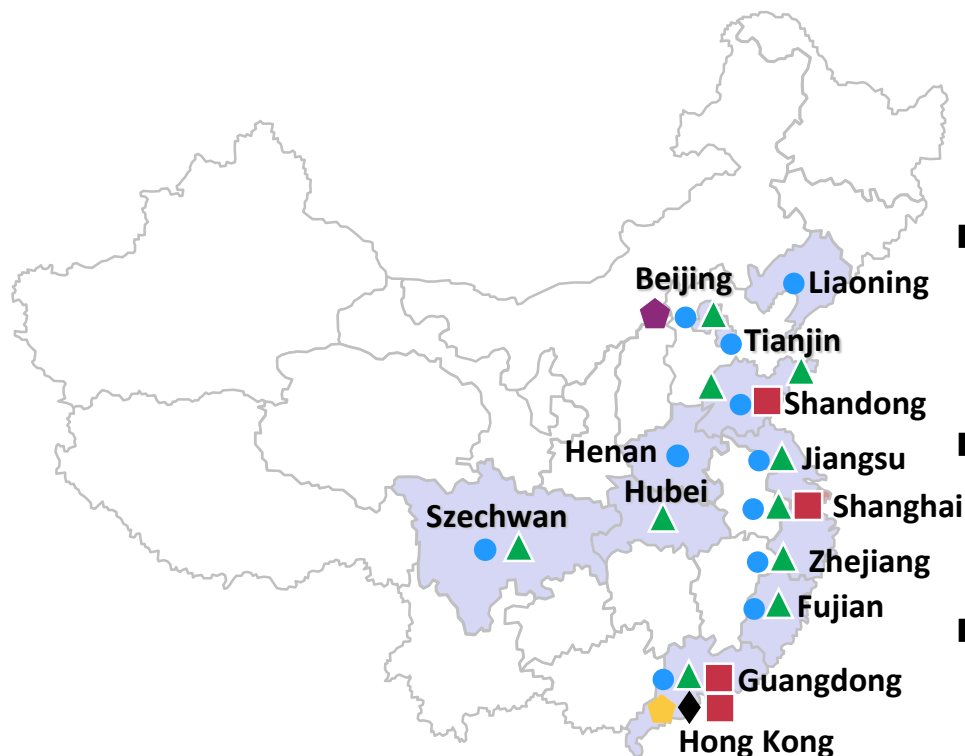 Beijing
Liaoning
Tianjin
Shandong
Henan
Jiangsu
Hubei
Shanghai
Szechwan
Zhejiang
Fujian
Guangdong
Hong Kong